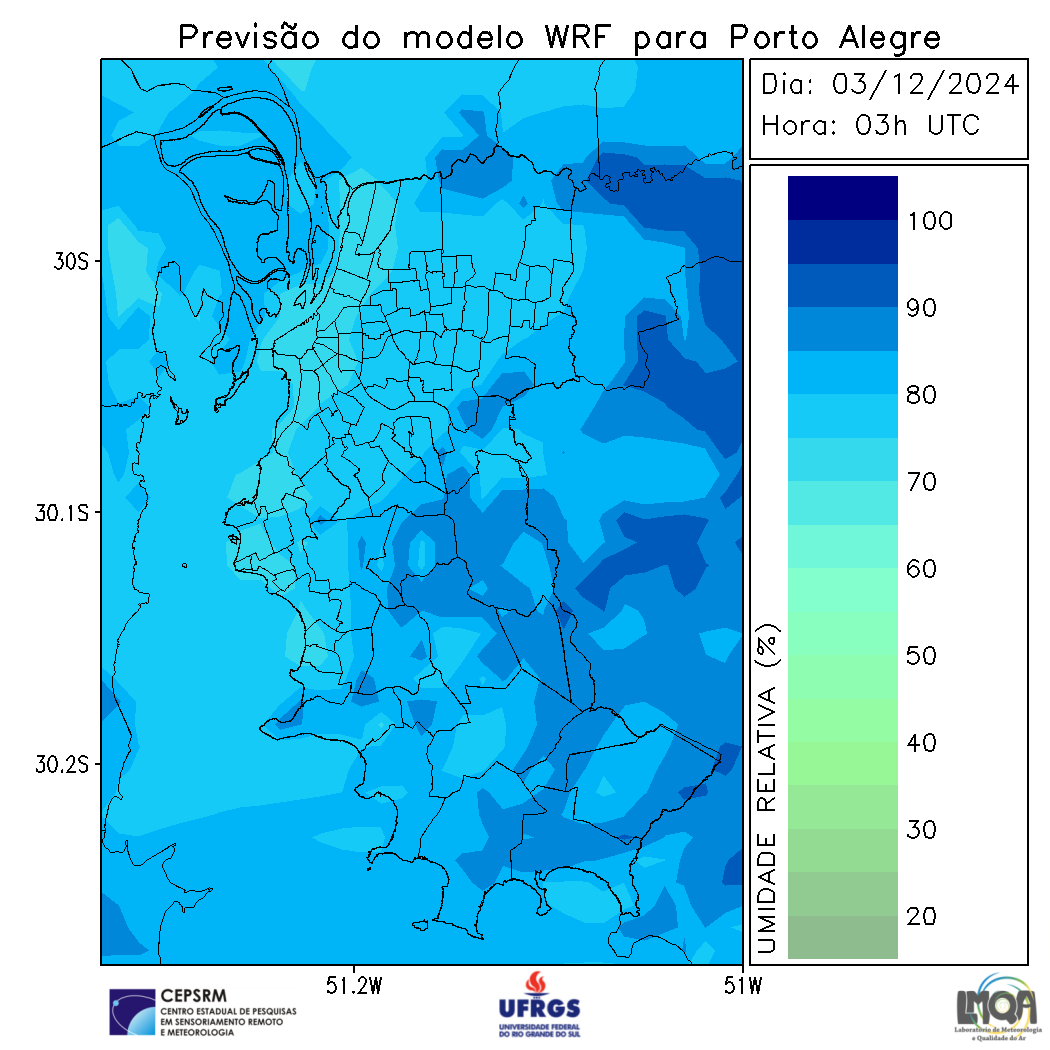 Previsão do modelo WRF para Porto Alegre
Dia: 03/12/2024
Hora: 03h UTC
30S
30.1S
30.2S
51.2W
51W
100
90
80
70
60
50
40
30
20
UMIDADE RELATIVA (%)
CEPSRM
CENTRO ESTADUAL DE PESQUISAS
EM SENSORIAMENTO REMOTO
E METEOROLOGIA
UFRGS
UNIVERSIDADE FEDERAL
DO RIO GRANDE DO SUL
LMQA
Laboratório de Meteorologia
e Qualidade do Ar